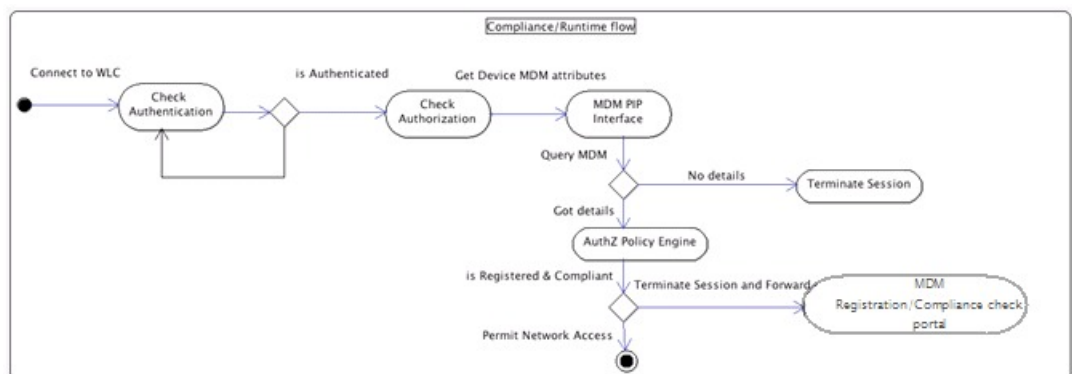 Compliance/Runtime flow
Connect to WLC
is Authenticated
Get Device MDM attributes
Check
Authentication
Check
Authorization
MDM PIP
Interface
Query MDM
No details
Terminate Session
Got details
AuthZ Policy Engine
is Registered & Compliant
Terminate Session and Forward
MDM
Registration/Compliance check
portal
Permit Network Access